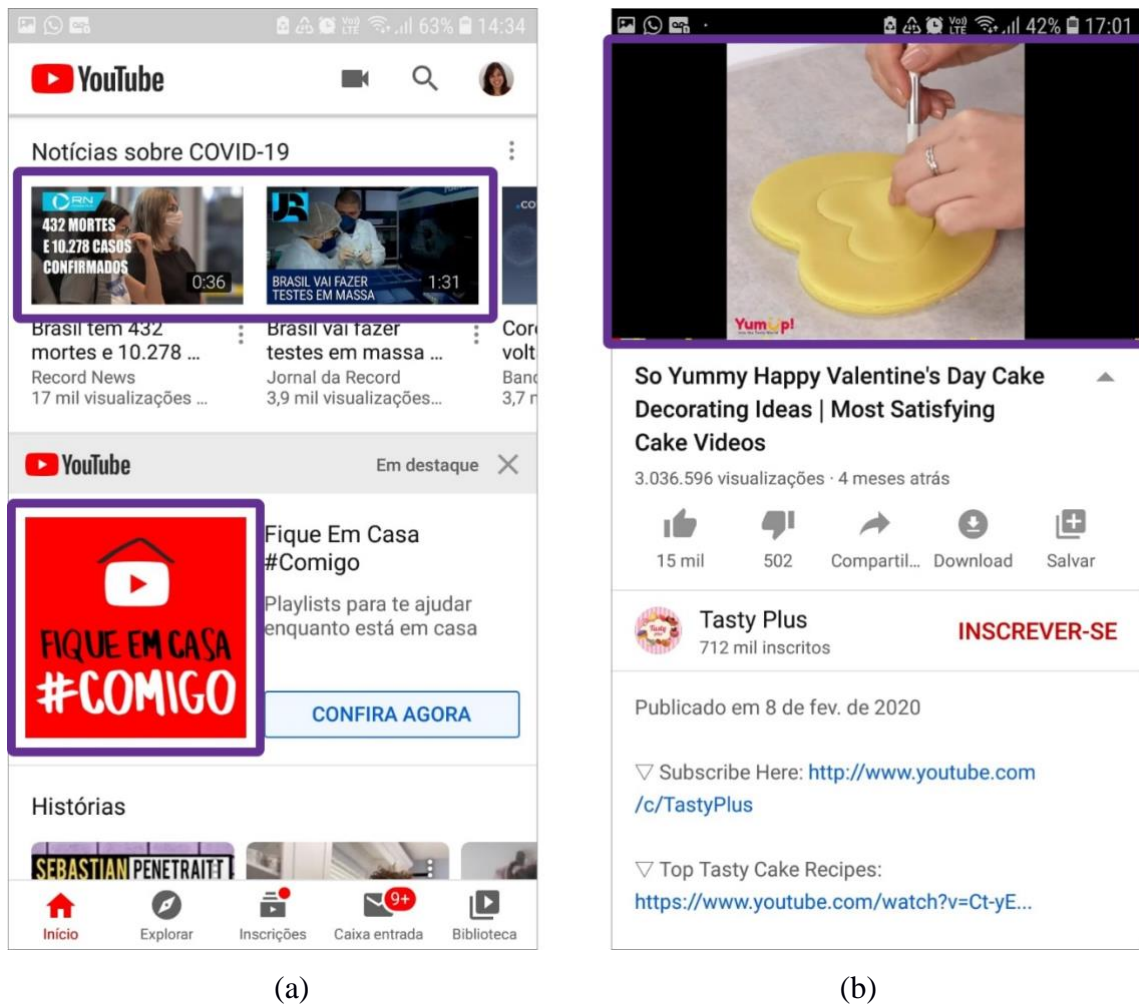 VoLTE 63% 14:34
YouTube
Notícias sobre COVID-19
RN
432 MORTES
E 10.278 CASOS
CONFIRMADOS
0:36
JR
BRASIL VAI FAZER
TESTES EM MASSA
1:31
Brasil tem 432
mortes e 10.278 ...
Record News
17 mil visualizações ...
Brasil vai fazer
testes em massa ...
Jornal da Record
3,9 mil visualizações...
YouTube
Em destaque
FIQUE EM CASA
#COMIGO
Fique Em Casa
#Comigo
Playlists para te ajudar
enquanto está em casa
CONFIRA AGORA
Histórias
SEBASTIAN PENETRAITT
Início
Explorar
Inscrições
9+
Caixa entrada
Biblioteca
(a)
VoLTE 42% 17:01
YumUp!
So Yummy Happy Valentine's Day Cake
Decorating Ideas | Most Satisfying
Cake Videos
3.036.596 visualizações · 4 meses atrás
15 mil
502
Compartil...
Download
Salvar
Tasty Plus
712 mil inscritos
INSCREVER-SE
Publicado em 8 de fev. de 2020
▽ Subscribe Here: http://www.youtube.com
/c/TastyPlus
▽ Top Tasty Cake Recipes:
https://www.youtube.com/watch?v=Ct-yE...
(b)